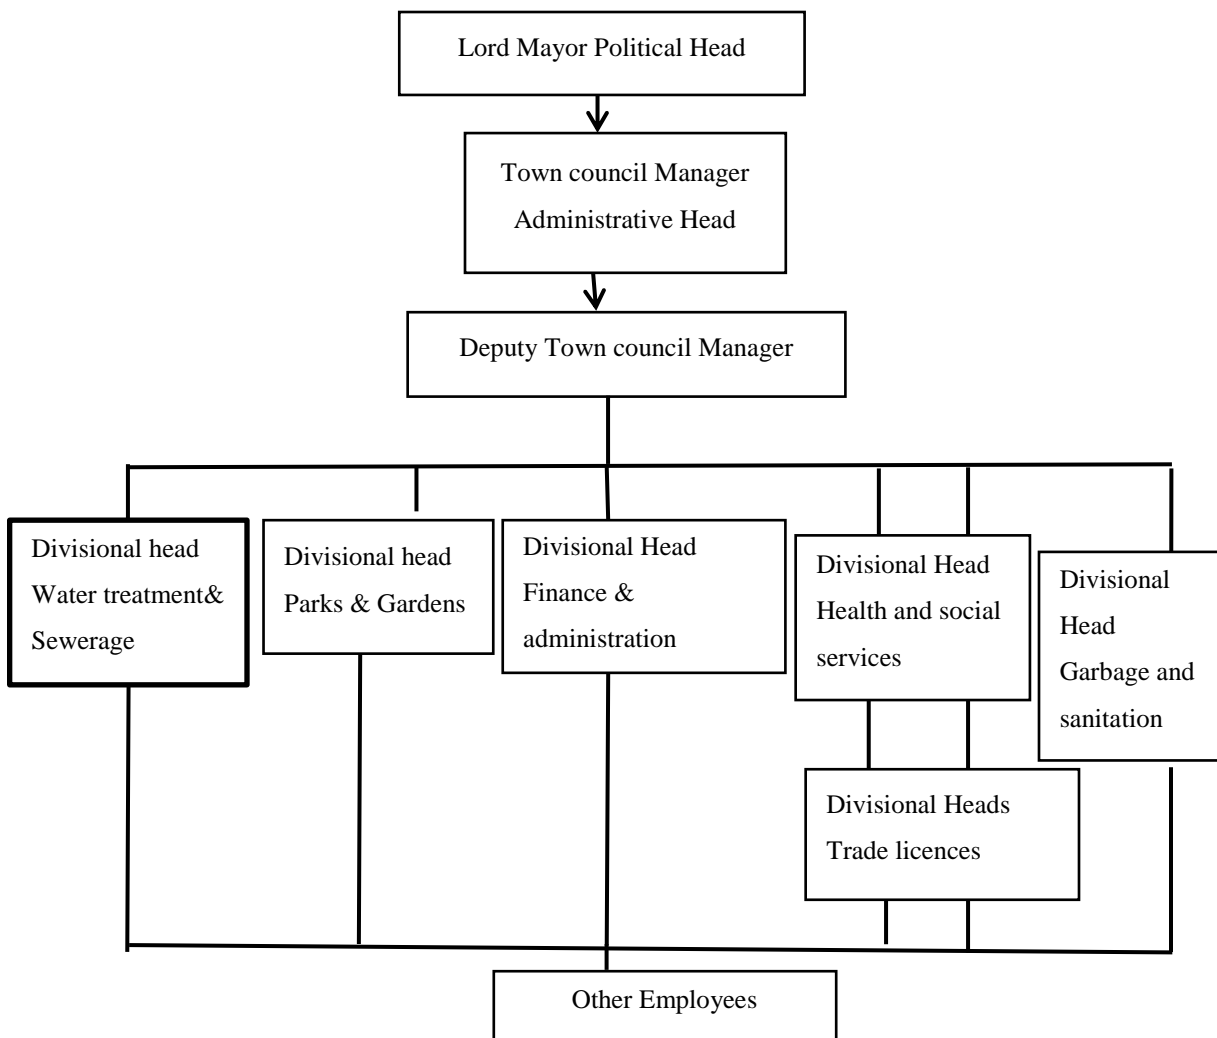 Lord Mayor Political Head
Town council Manager
Administrative Head
Deputy Town council Manager
Divisional head
Water treatment&
Sewerage
Divisional head
Parks & Gardens
Divisional Head
Finance &
administration
Divisional Head
Health and social
services
Divisional
Head
Garbage and
sanitation
Divisional Heads
Trade licences
Other Employees